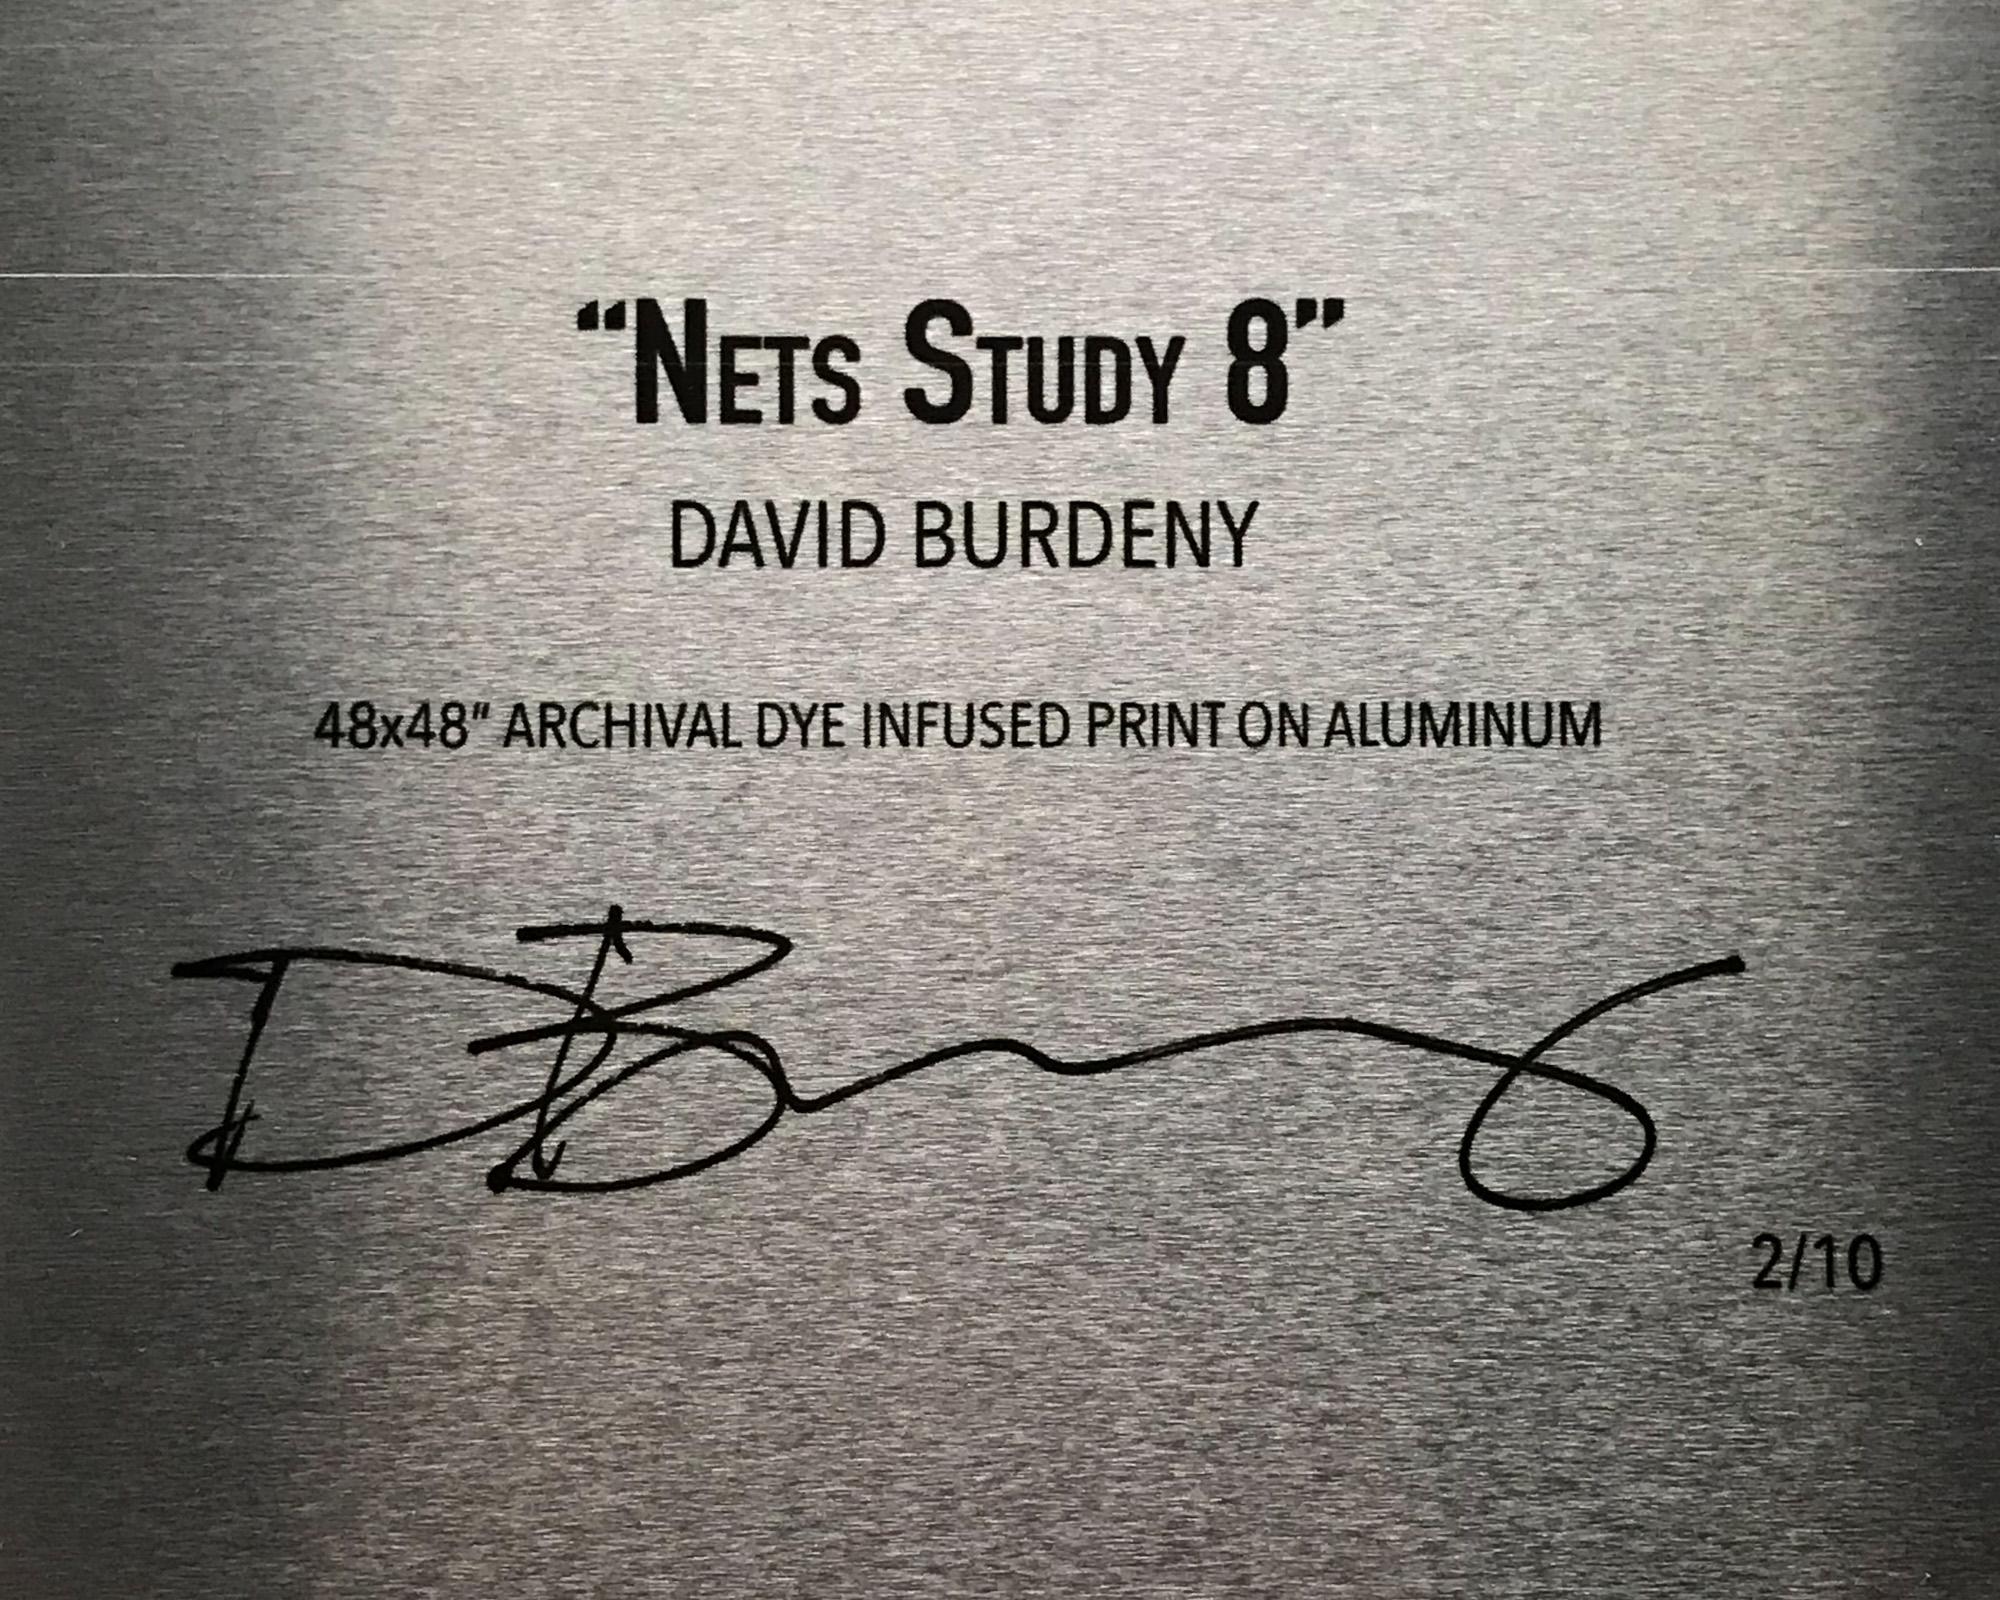 “NETS STUDY 8”
DAVID BURDENY
48x48" ARCHIVAL DYE INFUSED PRINT ON ALUMINUM
2/10